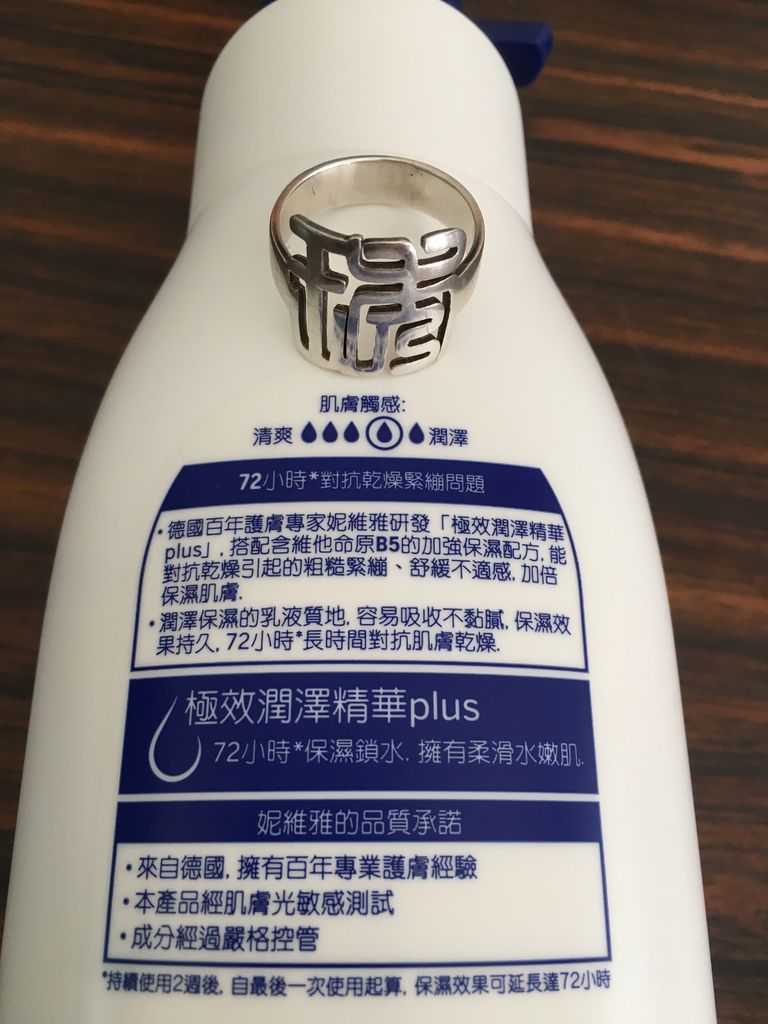 肌膚觸感:
清爽 潤澤
72小時*對抗乾燥緊繃問題
•德國百年護膚專家妮維雅研發「極效潤澤精華
plus」, 搭配含維他命原B5的加強保濕配方, 能
對抗乾燥引起的粗糙緊繃、舒緩不適感, 加倍
保濕肌膚.
•潤澤保濕的乳液質地, 容易吸收不黏膩, 保濕效
果持久, 72小時*長時間對抗肌膚乾燥.
極效潤澤精華plus
72小時*保濕鎖水, 擁有柔滑水嫩肌.
妮維雅的品質承諾
•來自德國, 擁有百年專業護膚經驗
•本產品經肌膚光敏感測試
•成分經過嚴格控管
*持續使用2週後, 自最後一次使用起算, 保濕效果可延長達72小時